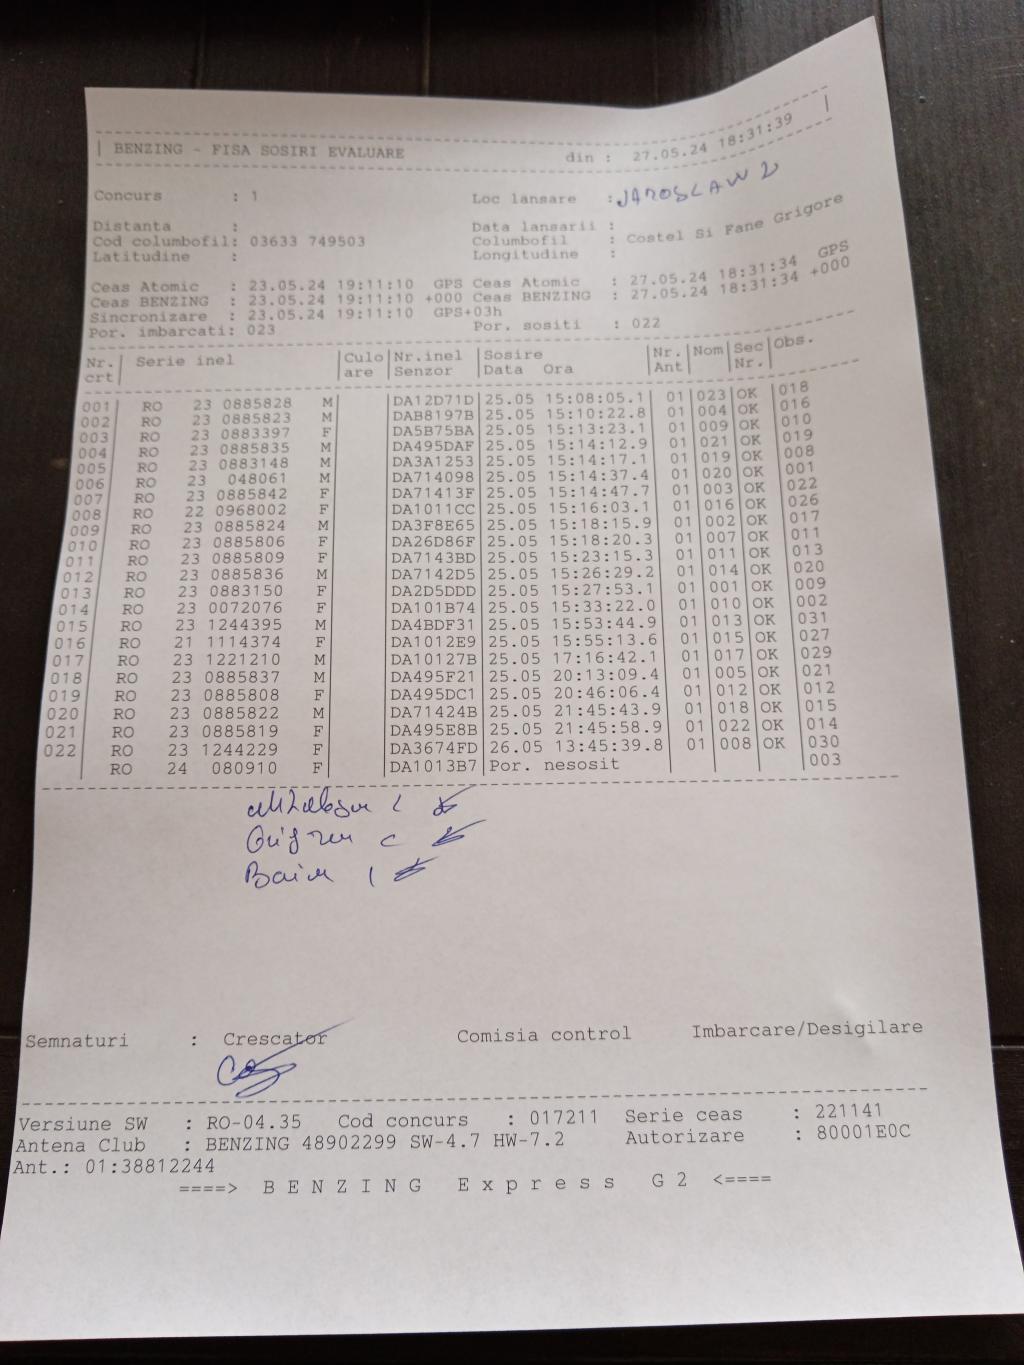 BENZING - FISA SOSIRI EVALUARE din : 27.05.24 18:31:39
Concurs : 1 Loc lansare : JAROSLAW 2
Distanta : Data lansarii :
Cod columbofil: 03633 749503 Columbofil : Costel Si Fane Grigore
Latitudine : Longitudine :
Ceas Atomic : 23.05.24 19:11:10 GPS Ceas Atomic : 27.05.24 18:31:34 GPS
Ceas BENZING : 23.05.24 19:11:10 +000 Ceas BENZING : 27.05.24 18:31:34 +000
Sincronizare : 23.05.24 19:11:10 GPS+03h
Por. imbarcati: 023 Por. sositi : 022
Nr. Serie inel Culo Nr.inel Sosire Nr. Nom Sec Obs.
crt are Senzor Data Ora Ant Nr.
001 RO 23 0885828 M DA12D71D 25.05 15:08:05.1 01 023 OK 018
002 RO 23 0885823 M DAB8197B 25.05 15:10:22.8 01 004 OK 016
003 RO 23 0883397 F DA5B75BA 25.05 15:13:23.1 01 009 OK 010
004 RO 23 0885835 M DA495DAF 25.05 15:14:12.9 01 021 OK 019
005 RO 23 0883148 M DA3A1253 25.05 15:14:17.1 01 019 OK 008
006 RO 23 048061 M DA714098 25.05 15:14:37.4 01 020 OK 001
007 RO 23 0885842 F DA71413F 25.05 15:14:47.7 01 003 OK 022
008 RO 22 0968002 F DA1011CC 25.05 15:16:03.1 01 016 OK 026
009 RO 23 0885824 M DA3F8E65 25.05 15:18:15.9 01 002 OK 017
010 RO 23 0885806 F DA26D86F 25.05 15:18:20.3 01 007 OK 011
011 RO 23 0885809 F DA7143BD 25.05 15:23:15.3 01 011 OK 013
012 RO 23 0885836 M DA7142D5 25.05 15:26:29.2 01 014 OK 020
013 RO 23 0883150 F DA2D5DDD 25.05 15:27:53.1 01 001 OK 009
014 RO 23 0072076 F DA101B74 25.05 15:33:22.0 01 010 OK 002
015 RO 23 1244395 M DA4BDF31 25.05 15:53:44.9 01 013 OK 031
016 RO 21 1114374 F DA1012E9 25.05 15:55:13.6 01 015 OK 027
017 RO 23 1221210 M DA10127B 25.05 17:16:42.1 01 017 OK 029
018 RO 23 0885837 M DA495F21 25.05 20:13:09.4 01 005 OK 021
019 RO 23 0885808 F DA495DC1 25.05 20:46:06.4 01 012 OK 012
020 RO 23 0885822 M DA71424B 25.05 21:45:43.9 01 018 OK 015
021 RO 23 0885819 F DA495E8B 25.05 21:45:58.9 01 022 OK 014
022 RO 23 1244229 F DA3674FD 26.05 13:45:39.8 01 008 OK 030
RO 24 080910 F DA1013B7 Por. nesosit 003
Semnaturi : Crescator Comisia control Imbarcare/Desigilare
Versiune SW : RO-04.35 Cod concurs : 017211 Serie ceas : 221141
Antena Club : BENZING 48902299 SW-4.7 HW-7.2 Autorizare : 80001E0C
Ant.: 01:38812244
====> BENZING Express G2 <====